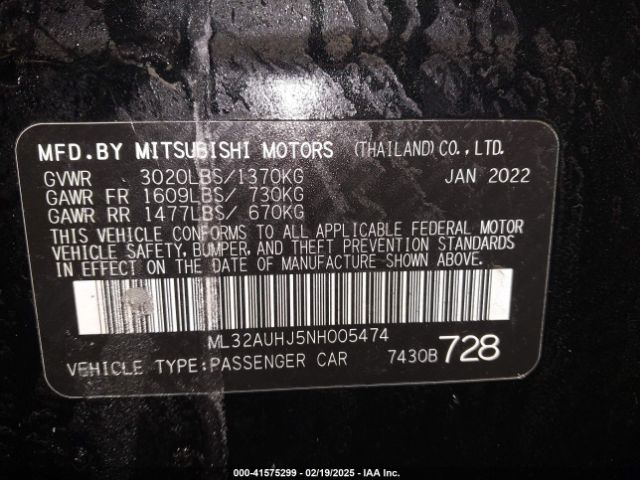 MFD.BY MITSUBISHI MOTORS (THAILAND) CO., LTD.
GVWR 3020LBS/1370KG JAN 2022
GAWR FR 1609LBS/ 730KG
GAWR RR 1477LBS/ 670KG
THIS VEHICLE CONFORMS TO ALL APPLICABLE FEDERAL MOTOR
VEHICLE SAFETY, BUMPER, AND THEFT PREVENTION STANDARDS
IN EFFECT ON THE DATE OF MANUFACTURE SHOWN ABOVE.
ML32AUHJ5NH005474
VEHICLE TYPE:PASSENGER CAR 7430B 728
(000) - 41575299 - 02/19/2025 - IAA Inc.